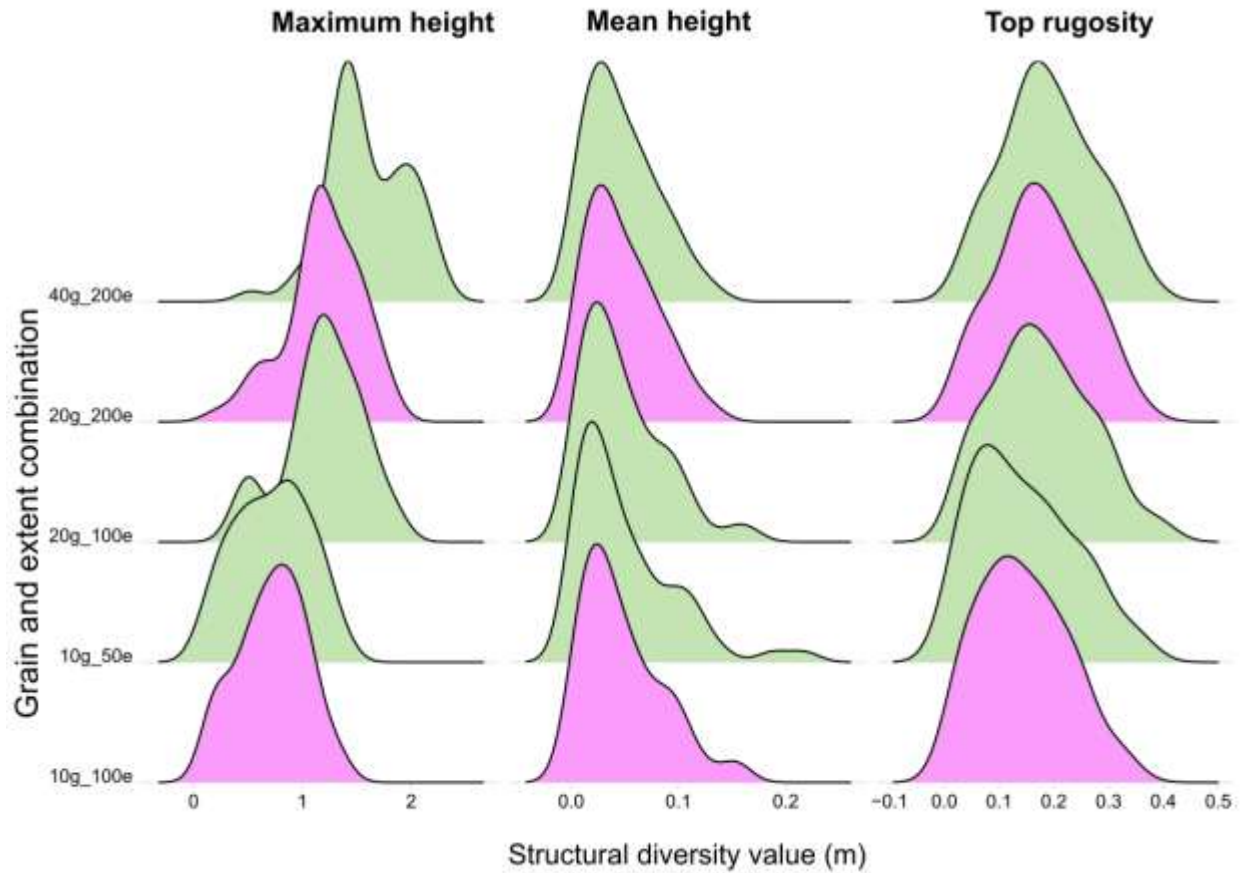 Maximum height
Mean height
Top rugosity
Grain and extent combination
40g_200e
20g_200e
20g_100e
10g_50e
10g_100e
0 1 2
0.0 0.1 0.2
−0.1 0.0 0.1 0.2 0.3 0.4 0.5
Structural diversity value (m)